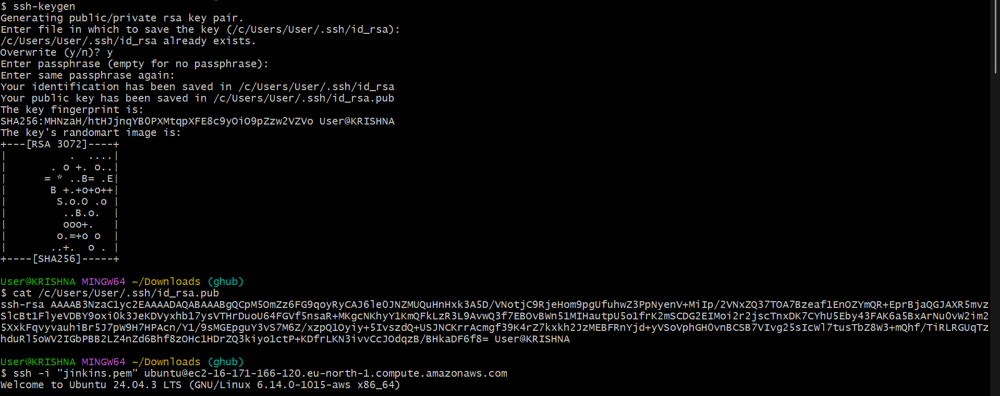 $ ssh-keygen
Generating public/private rsa key pair.
Enter file in which to save the key (/c/Users/User/.ssh/id_rsa):
/c/Users/User/.ssh/id_rsa already exists.
Overwrite (y/n)? y
Enter passphrase (empty for no passphrase):
Enter same passphrase again:
Your identification has been saved in /c/Users/User/.ssh/id_rsa
Your public key has been saved in /c/Users/User/.ssh/id_rsa.pub
The key fingerprint is:
SHA256:MHNzaH/htHJjnqYB0PXMtqpXFE8c9yOiO9pZzw2VZVo User@KRISHNA
The key's randomart image is:
+---[RSA 3072]----+
|          .  ....|
|       . o +. o..|
|      = * ..B= .E|
|       B +.+o+o++|
|        S.o.O .o |
|         ..B.o.  |
|         ooo+.   |
|        o.=+o o  |
|       ..+.  o . |
+----[SHA256]-----+
User@KRISHNA MINGW64 ~/Downloads (ghub)
$ cat /c/Users/User/.ssh/id_rsa.pub
ssh-rsa AAAAB3NzaC1yc2EAAAADAQABAAABgQCpM5OmZz6FG9qoyRyCAJ6le0JNZMUQuHnHxk3A5D/VNotjC9RjeHom9pgUfuhwZ3PpNyenV+MiIp/2VNxZQ37TOA7Bzeaf1EnOZYmQR+EprBjaQGJAXR5mvz
SlcBt1FlyeVDBY9oxiOk3JeKDVyxhb17ysVTHrDuoU64FGVf5nsaR+MKgcNKhyY1KmQFkLzR3L9AvwQ3f7EBOvBWn51MIHautpU5o1frK2mSCDG2EIMoi2r2jscTnxDK7CYhU5Eby43FAK6a5BxArNu0vW2im2
5XxkFqvyvauhiBr5J7pW9H7HPAcn/Y1/9sMGEpguY3vS7M6Z/xzpQ1Oyiy+5IvszdQ+USJNCKrrAcmgf39K4rZ7kxkh2JzMEBFRnYjd+yVSoVphGH0vnBCSB7VIvg25sIcWl7tusTbZ8W3+mQhf/TiRLRGUqTz
hduRl5oWV2IGbPBB2LZ4nZd6Bhf8zOHc1HDrZQ3kiyo1ctP+KDfrLKN3ivvCcJOdqzB/BHkaDF6f8= User@KRISHNA
User@KRISHNA MINGW64 ~/Downloads (ghub)
$ ssh -i "jinkins.pem" ubuntu@ec2-16-171-166-120.eu-north-1.compute.amazonaws.com
Welcome to Ubuntu 24.04.3 LTS (GNU/Linux 6.14.0-1015-aws x86_64)